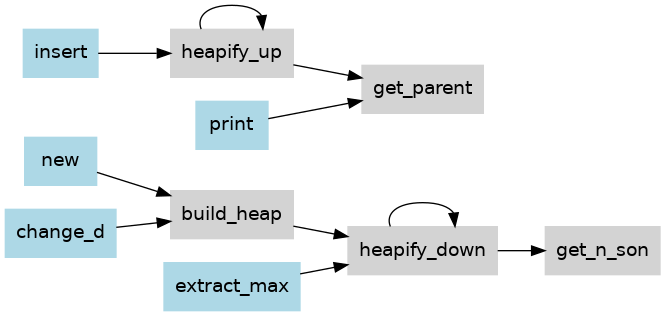 insert
heapify_up
get_parent
print
new
build_heap
change_d
heapify_down
get_n_son
extract_max